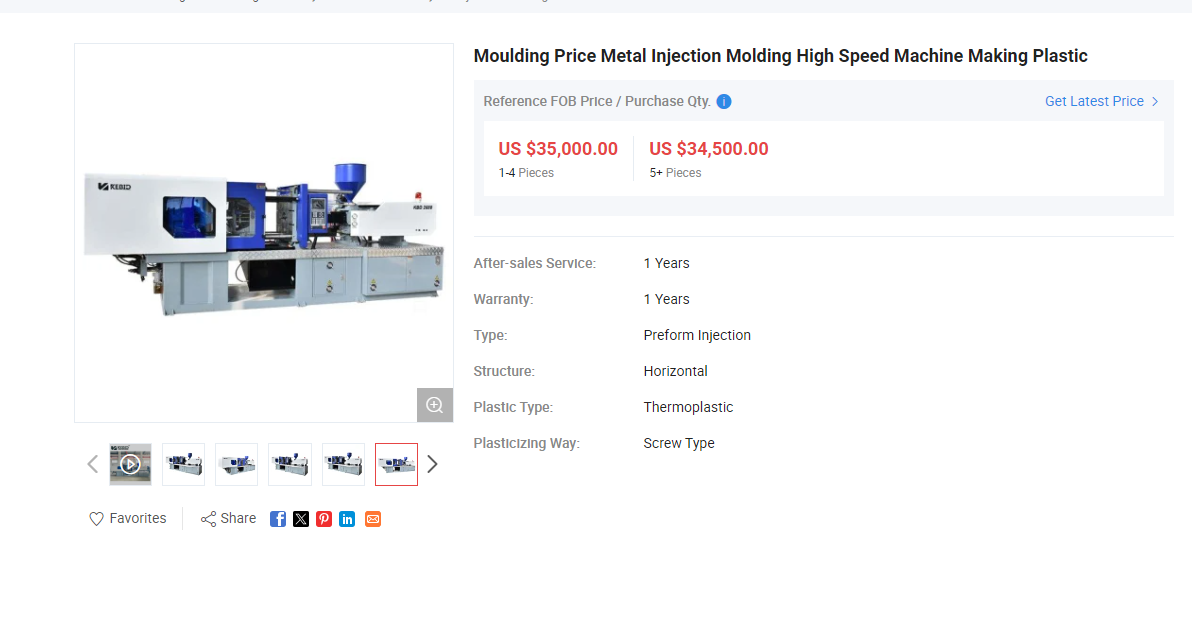 Moulding Price Metal Injection Molding High Speed Machine Making Plastic
Reference FOB Price / Purchase Qty.
Get Latest Price
US $35,000.00
US $34,500.00
1-4 Pieces
5+ Pieces
KEBID
After-sales Service: 1 Years
Warranty: 1 Years
Type: Preform Injection
Structure: Horizontal
Plastic Type: Thermoplastic
Plasticizing Way: Screw Type
Favorites
Share